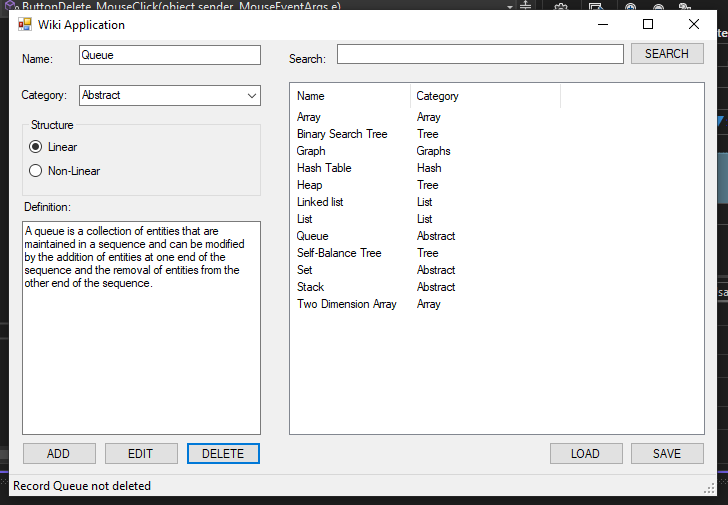 ButtonDelete_MouseClick(object sender, MouseEventArgs e)
Wiki Application
Name:
Queue
Search:
SEARCH
Category:
Abstract
Structure
Linear
Non-Linear
Definition:
A queue is a collection of entities that are
maintained in a sequence and can be modified
by the addition of entities at one end of the
sequence and the removal of entities from the
other end of the sequence.
Name Category
Array Array
Binary Search Tree Tree
Graph Graphs
Hash Table Hash
Heap Tree
Linked list List
List List
Queue Abstract
Self-Balance Tree Tree
Set Abstract
Stack Abstract
Two Dimension Array Array
ADD EDIT DELETE LOAD SAVE
Record Queue not deleted